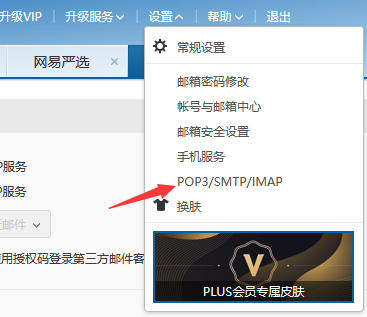 升级VIP 升级服务 设置 帮助 退出
网易严选 ×
常规设置
邮箱密码修改
帐号与邮箱中心
邮箱安全设置
手机服务
P服务
POP3/SMTP/IMAP
P服务
换肤
邮件
用授权码登录第三方邮件客
V
PLUS会员专属皮肤